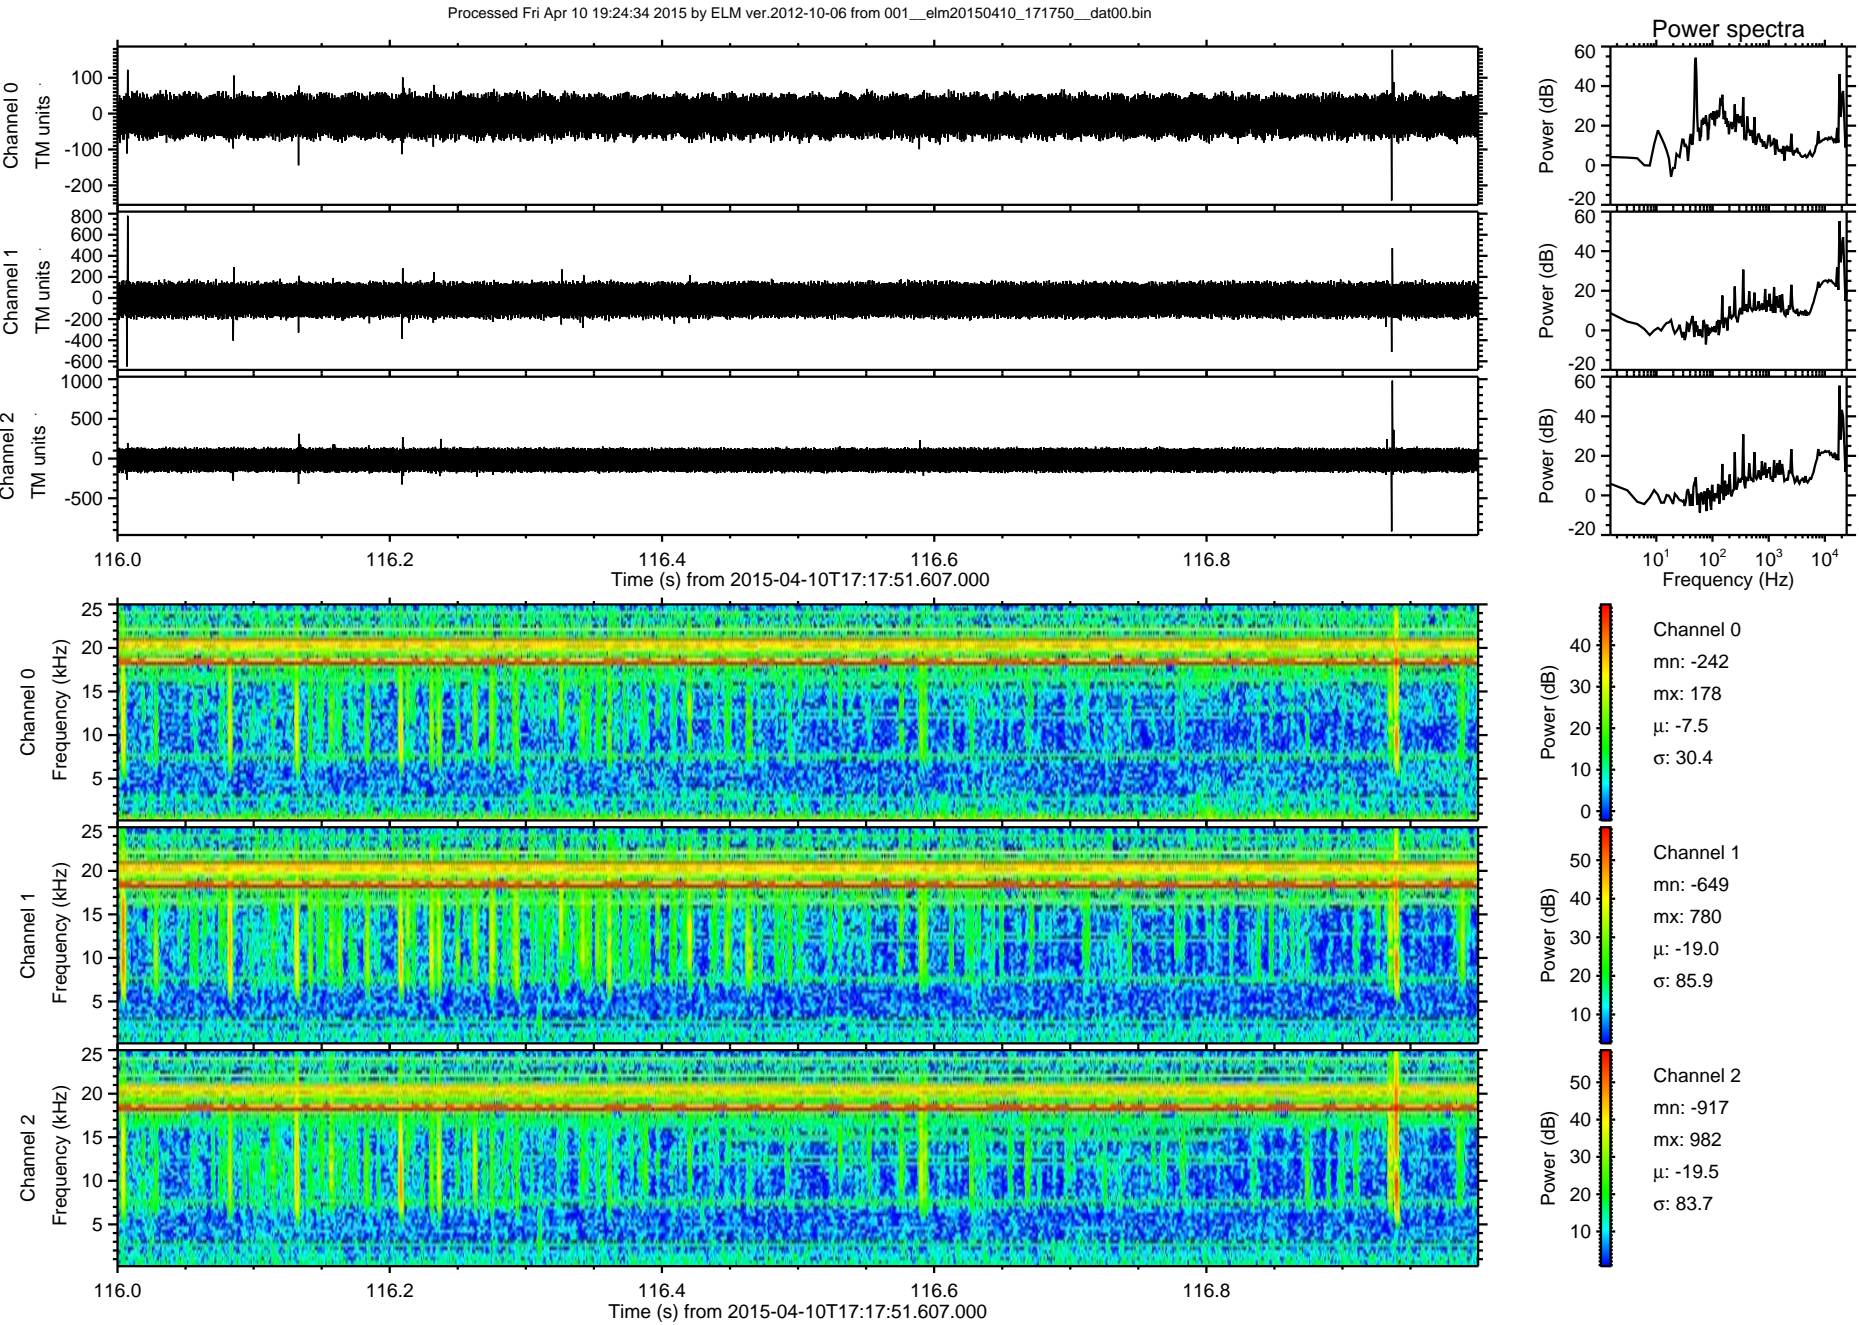 Processed Fri Apr 10 19:24:34 2015 by ELM ver.2012-10-06 from 001__elm20150410_171750__dat00.bin
Power spectra
Channel 0
TM units
100
0
-100
-200
Power (dB)
60
40
20
0
-20
Channel 1
TM units
800
600
400
200
0
-200
-400
-600
Power (dB)
60
40
20
0
-20
Channel 2
TM units
1000
500
0
-500
Power (dB)
60
40
20
0
-20
116.0 116.2 116.4 116.6 116.8
Time (s) from 2015-04-10T17:17:51.607.000
10¹ 10² 10³ 10⁴
Frequency (Hz)
Channel 0
Frequency (kHz)
25
20
15
10
5
Power (dB)
40
30
20
10
0
Channel 0
mn: -242
mx: 178
μ: -7.5
σ: 30.4
Channel 1
Frequency (kHz)
25
20
15
10
5
Power (dB)
50
40
30
20
10
Channel 1
mn: -649
mx: 780
μ: -19.0
σ: 85.9
Channel 2
Frequency (kHz)
25
20
15
10
5
Power (dB)
50
40
30
20
10
Channel 2
mn: -917
mx: 982
μ: -19.5
σ: 83.7
116.0 116.2 116.4 116.6 116.8
Time (s) from 2015-04-10T17:17:51.607.000